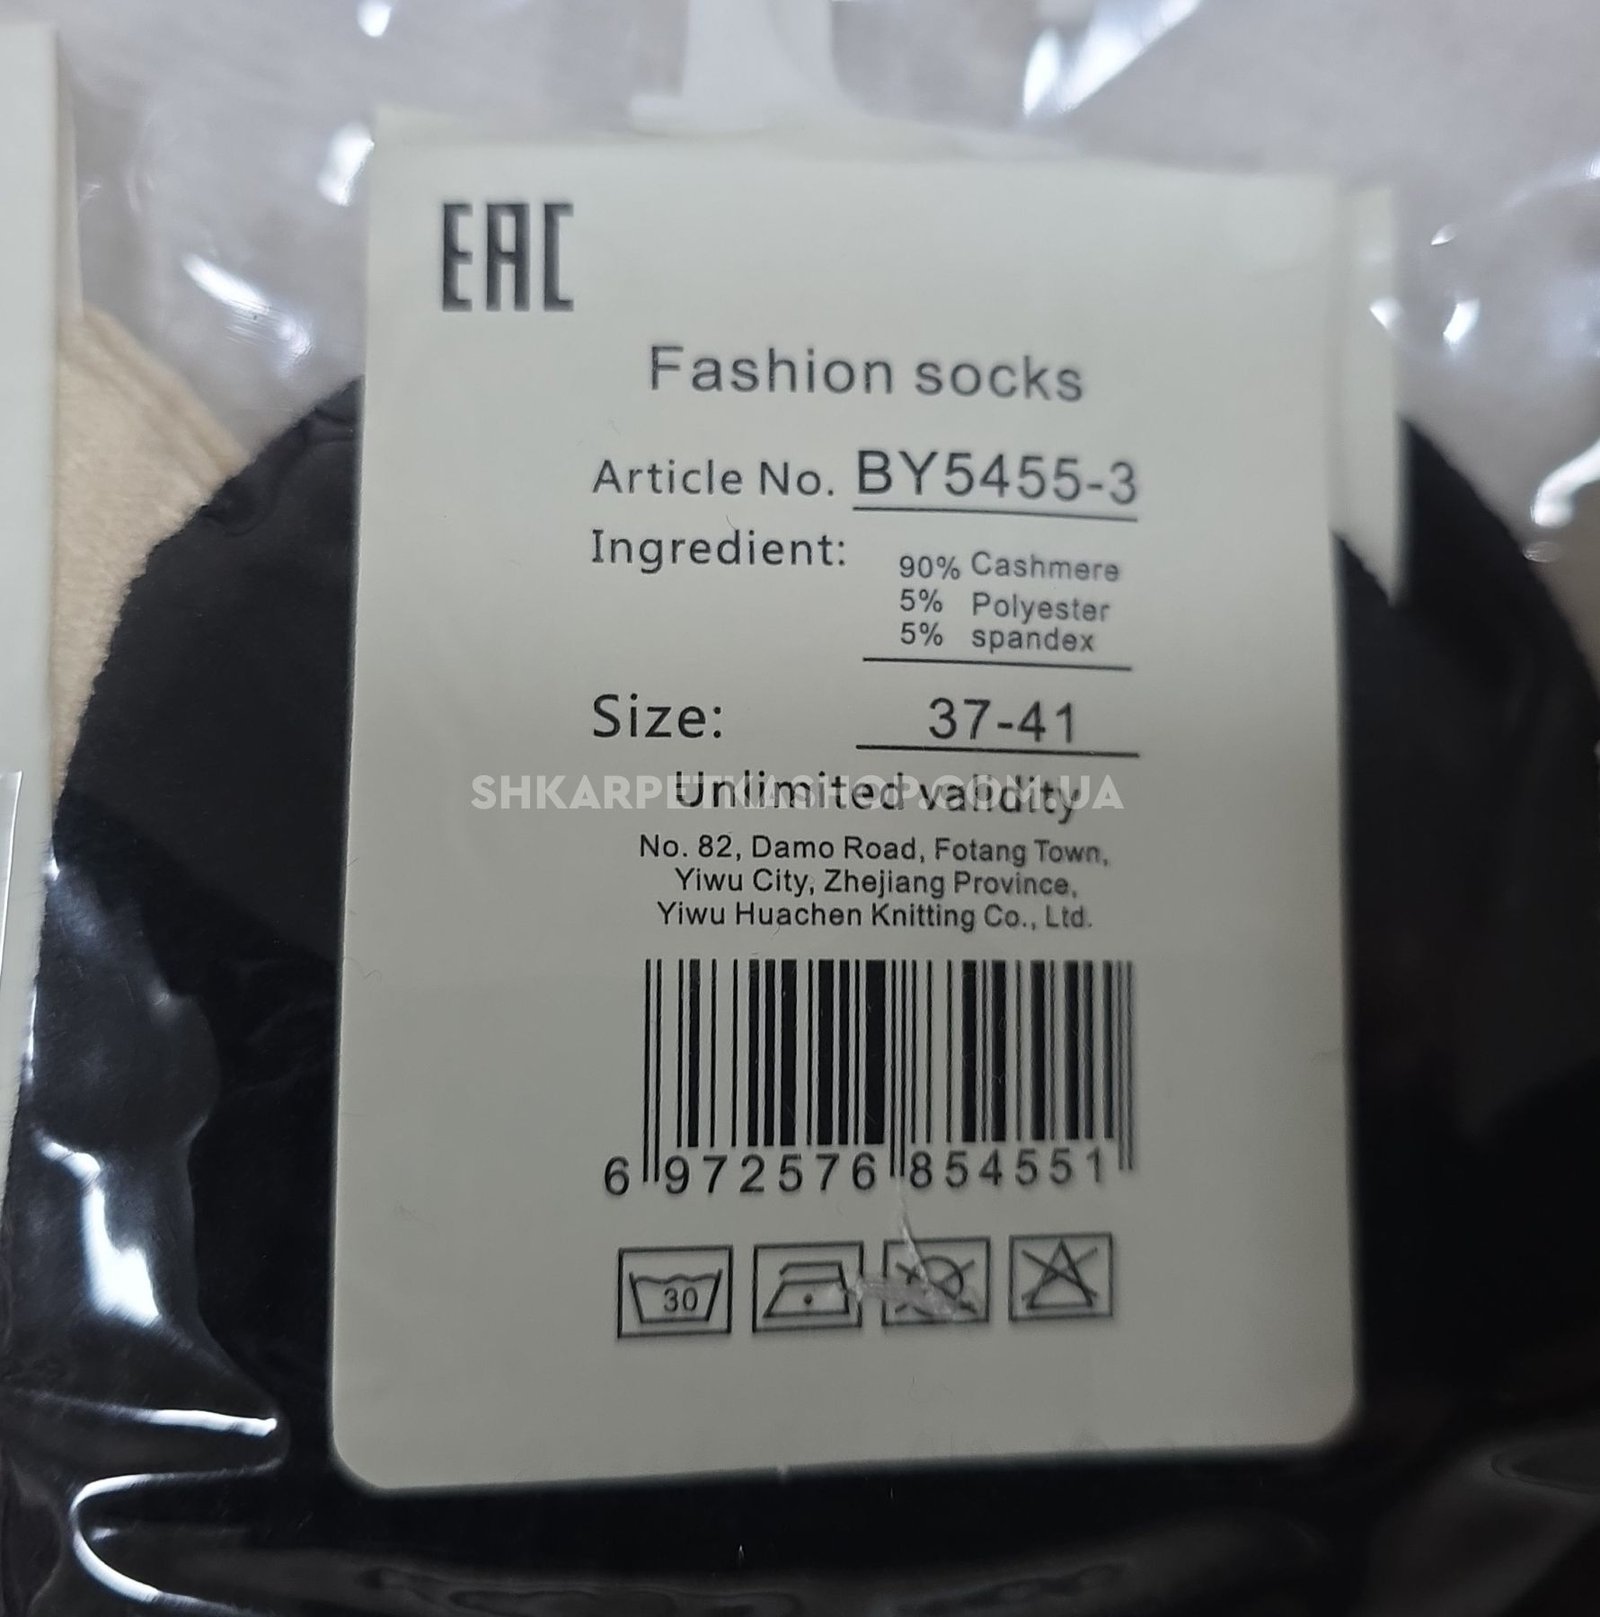 EAC
Fashion socks
Article No. BY5455-3
Ingredient: 90% Cashmere
5% Polyester
5% spandex
Size: 37-41
Unlimited validity
SHKARPETKASHOP.COM.UA
No. 82, Damo Road, Fotang Town,
Yiwu City, Zhejiang Province,
Yiwu Huachen Knitting Co., Ltd.
6 972576 854551
30